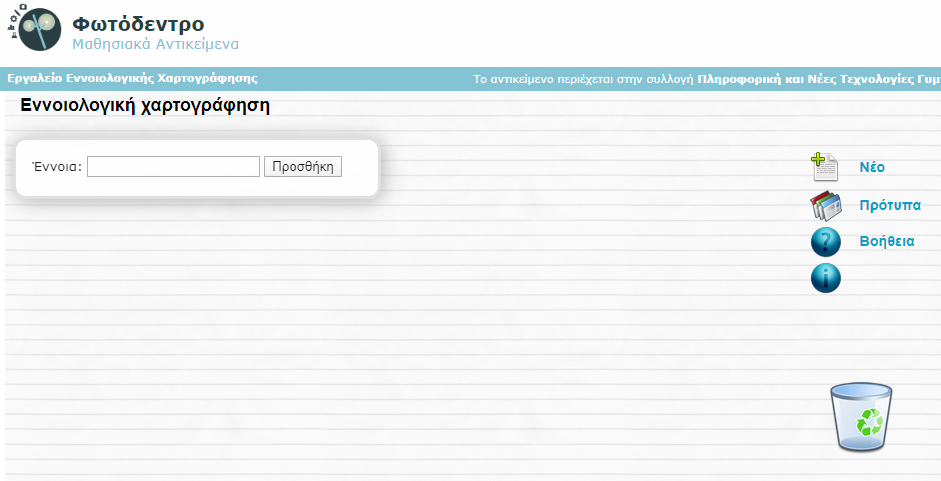 Φωτόδεντρο
Μαθησιακά Αντικείμενα
Εργαλείο Εννοιολογικής Χαρτογράφησης
Το αντικείμενο περιέχεται στην συλλογή Πληροφορική και Νέες Τεχνολογίες Γυμ
Εννοιολογική χαρτογράφηση
Έννοια: Προσθήκη
Νέο
Πρότυπα
Βοήθεια